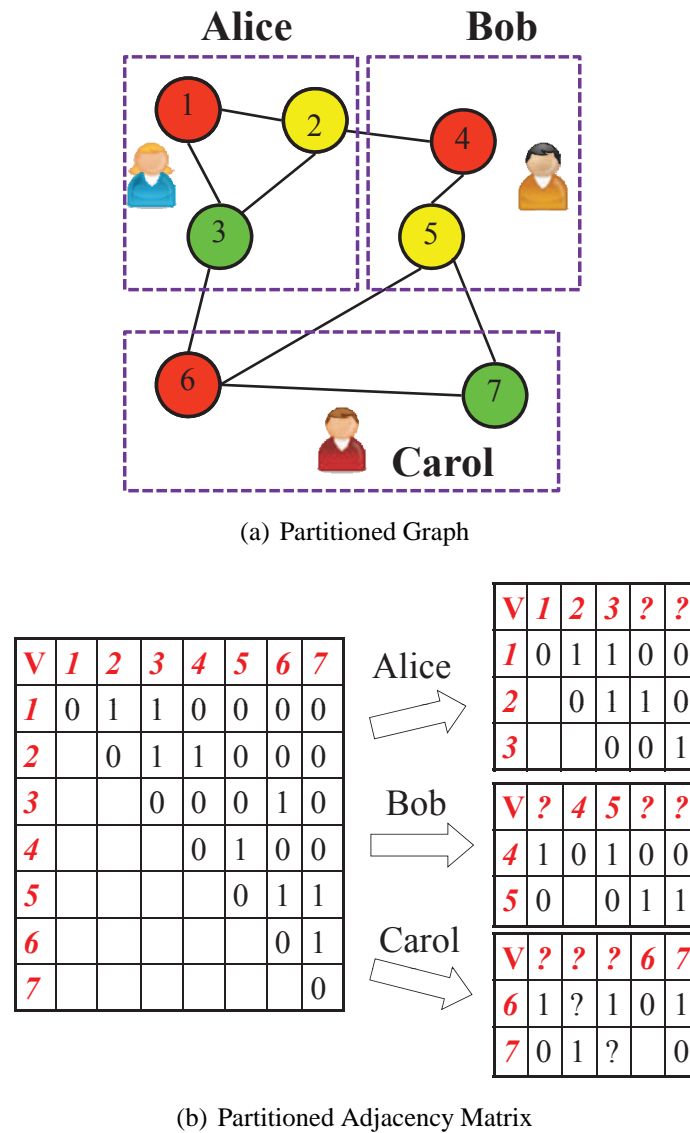 Alice
Bob
1
2
4
3
5
6
7
Carol
(a) Partitioned Graph
V 1 2 3 4 5 6 7
1 0 1 1 0 0 0 0
2 0 1 1 0 0 0
3 0 0 0 1 0
4 0 1 0 0
5 0 1 1
6 0 1
7 0
Alice
Bob
Carol
V 1 2 3 ? ?
1 0 1 1 0 0
2 0 1 1 0
3 0 0 1
V ? 4 5 ? ?
4 1 0 1 0 0
5 0 0 1 1
V ? ? ? 6 7
6 1 ? 1 0 1
7 0 1 ? 0
(b) Partitioned Adjacency Matrix